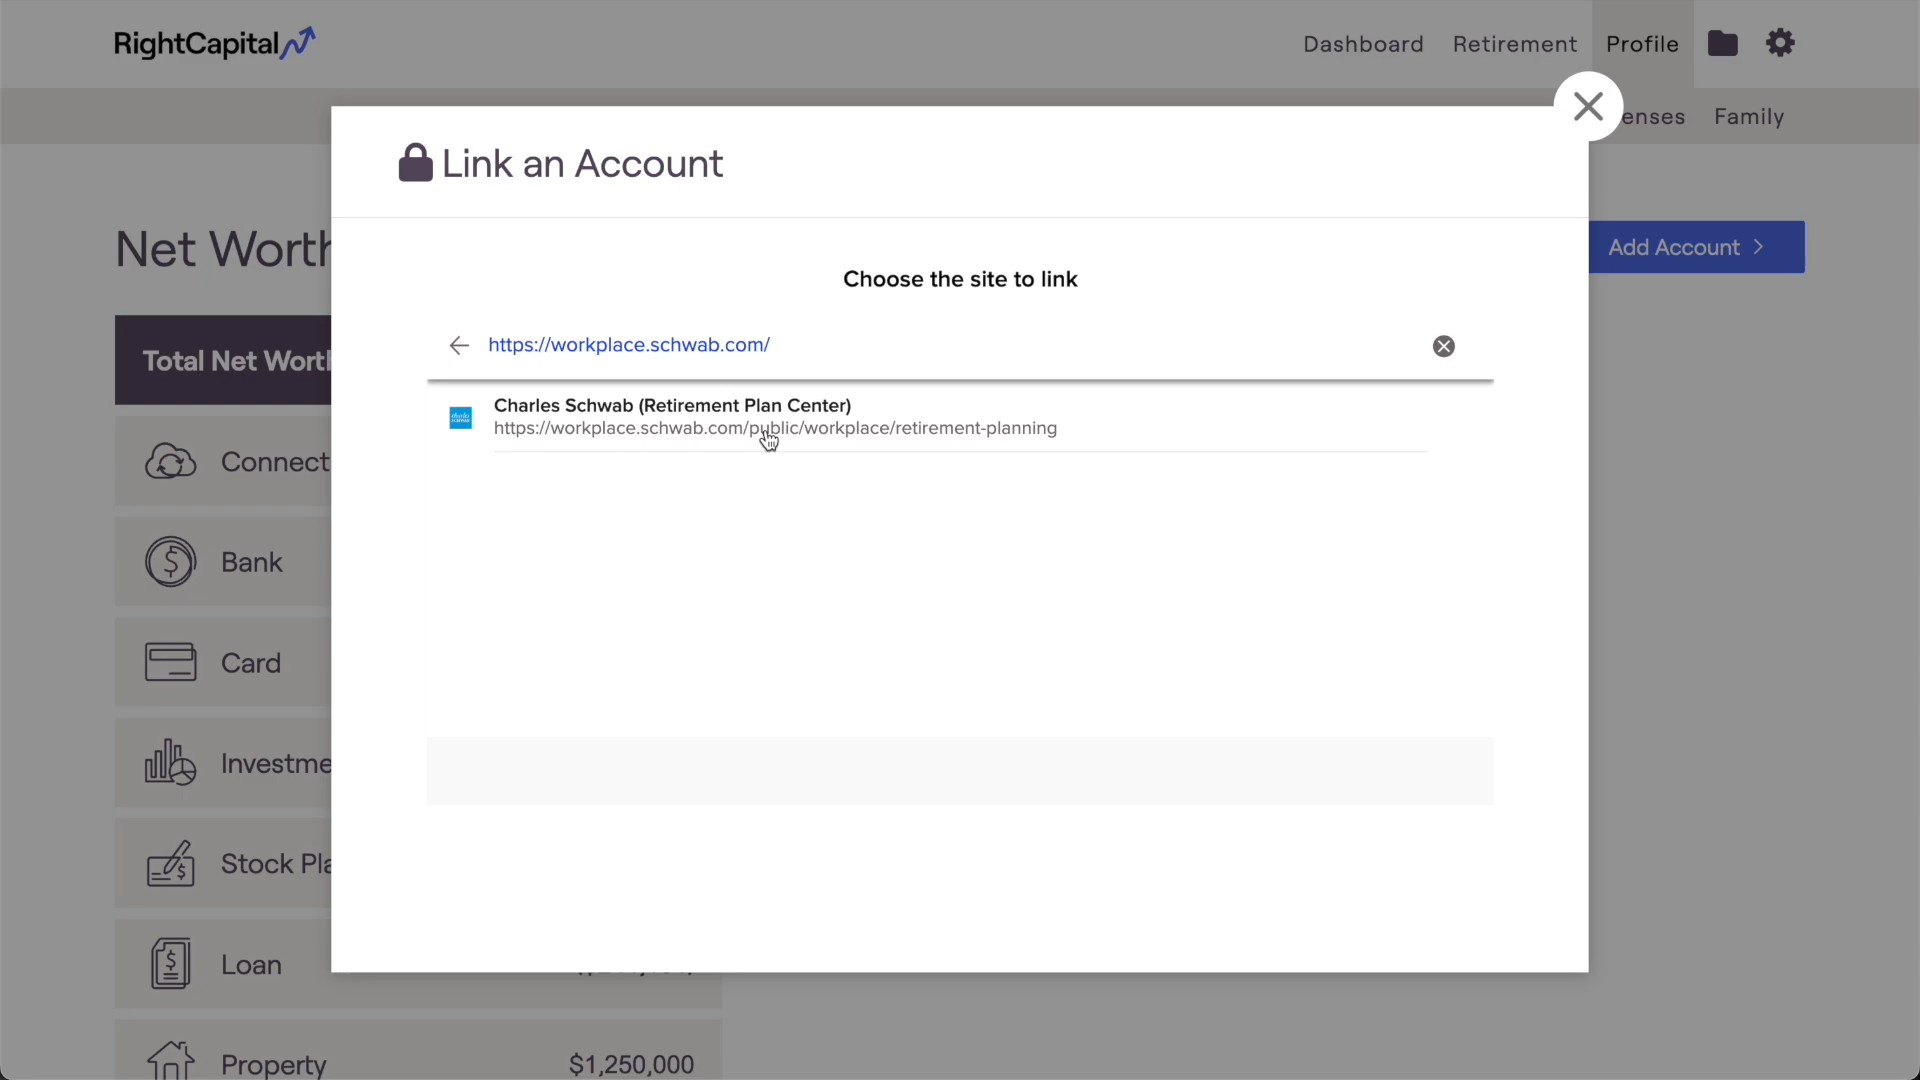 RightCapital
Dashboard
Retirement
Profile
enses
Family
Link an Account
Net Worth
Add Account
Choose the site to link
https://workplace.schwab.com/
Total Net Worth
Charles Schwab (Retirement Plan Center)
https://workplace.schwab.com/public/workplace/retirement-planning
Connect
Bank
Card
Investme
Stock Pla
Loan
Property
$1,250,000